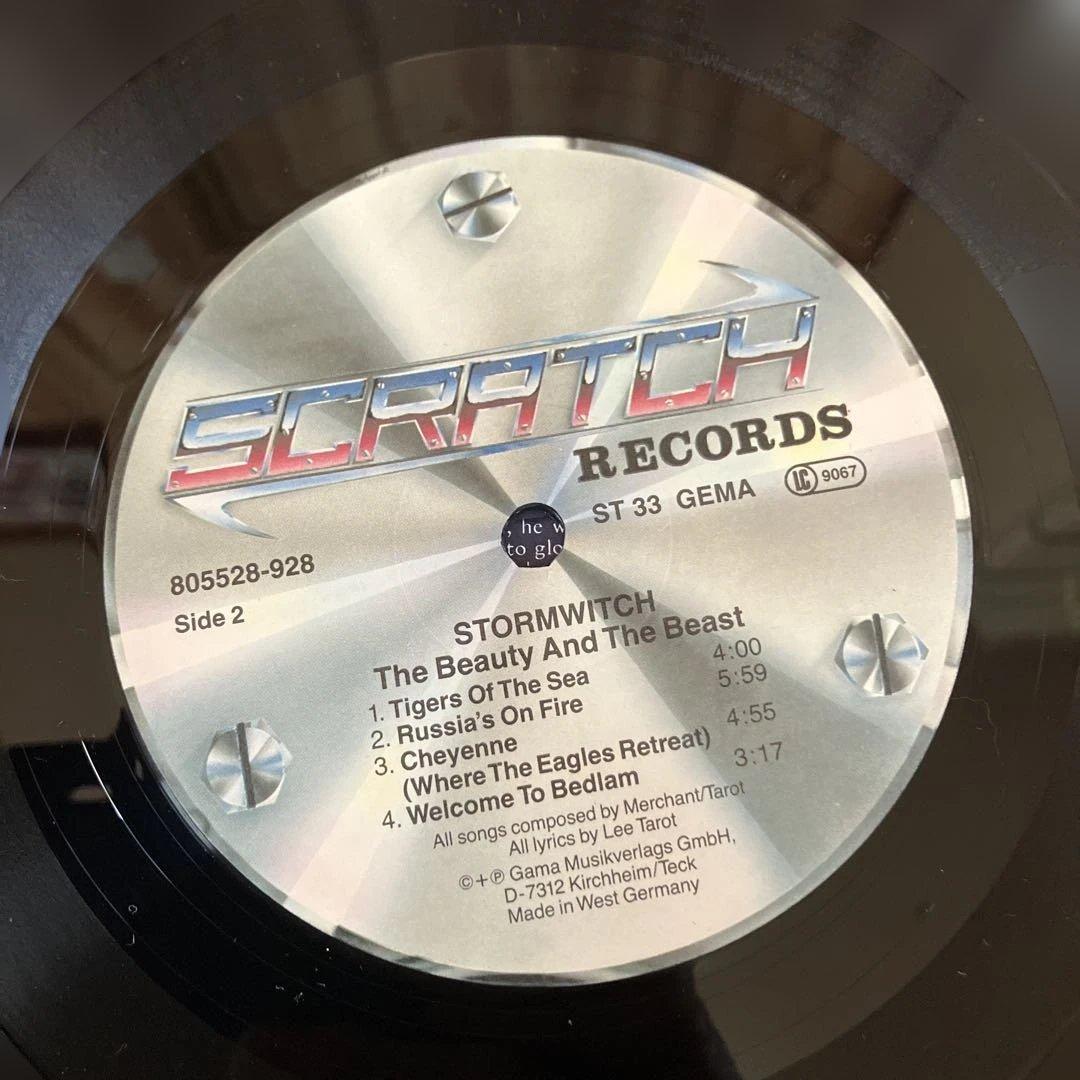 SCRATCH
RECORDS
ST 33 GEMA LC 9067
, he w
to glo
805528-928
Side 2
STORMWITCH
The Beauty And The Beast
1. Tigers Of The Sea 4:00
2. Russia's On Fire 5:59
3. Cheyenne
(Where The Eagles Retreat) 4:55
4. Welcome To Bedlam 3:17
All songs composed by Merchant/Tarot
All lyrics by Lee Tarot
©+℗ Gama Musikverlags GmbH,
D-7312 Kirchheim/Teck
Made in West Germany